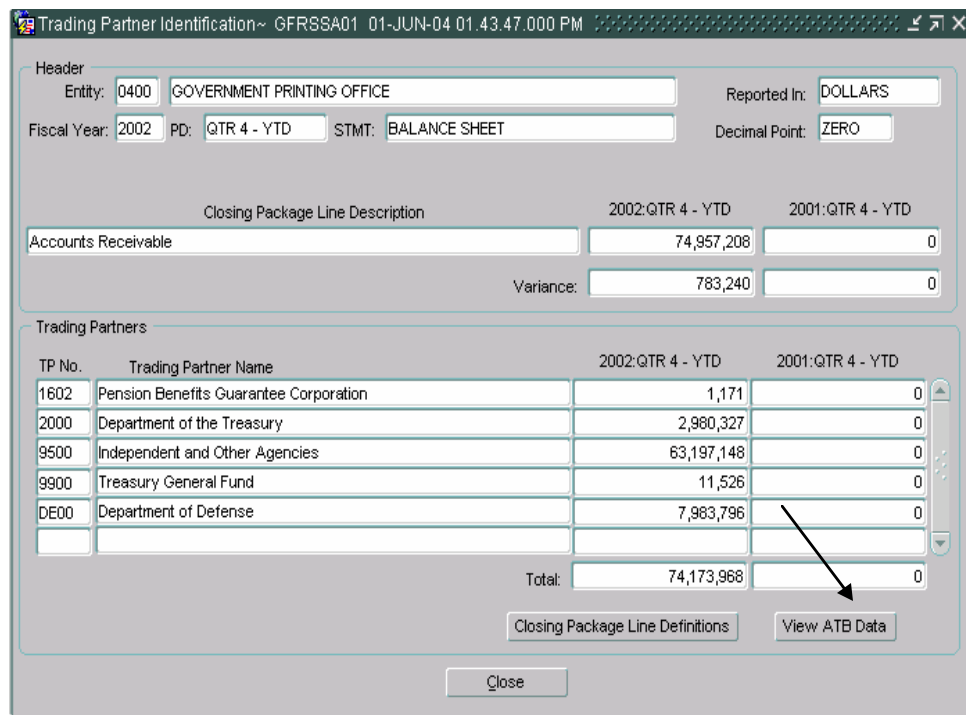 Trading Partner Identification~ GFRSSA01 01-JUN-04 01.43.47.000 PM
Header
Entity: 0400 GOVERNMENT PRINTING OFFICE Reported In: DOLLARS
Fiscal Year: 2002 PD: QTR 4 - YTD STMT: BALANCE SHEET Decimal Point: ZERO
Closing Package Line Description 2002:QTR 4 - YTD 2001:QTR 4 - YTD
Accounts Receivable 74,957,208 0
Variance: 783,240 0
Trading Partners
TP No. Trading Partner Name 2002:QTR 4 - YTD 2001:QTR 4 - YTD
1602 Pension Benefits Guarantee Corporation 1,171 0
2000 Department of the Treasury 2,980,327 0
9500 Independent and Other Agencies 63,197,148 0
9900 Treasury General Fund 11,526 0
DE00 Department of Defense 7,983,796 0
Total: 74,173,968 0
Closing Package Line Definitions View ATB Data
Close